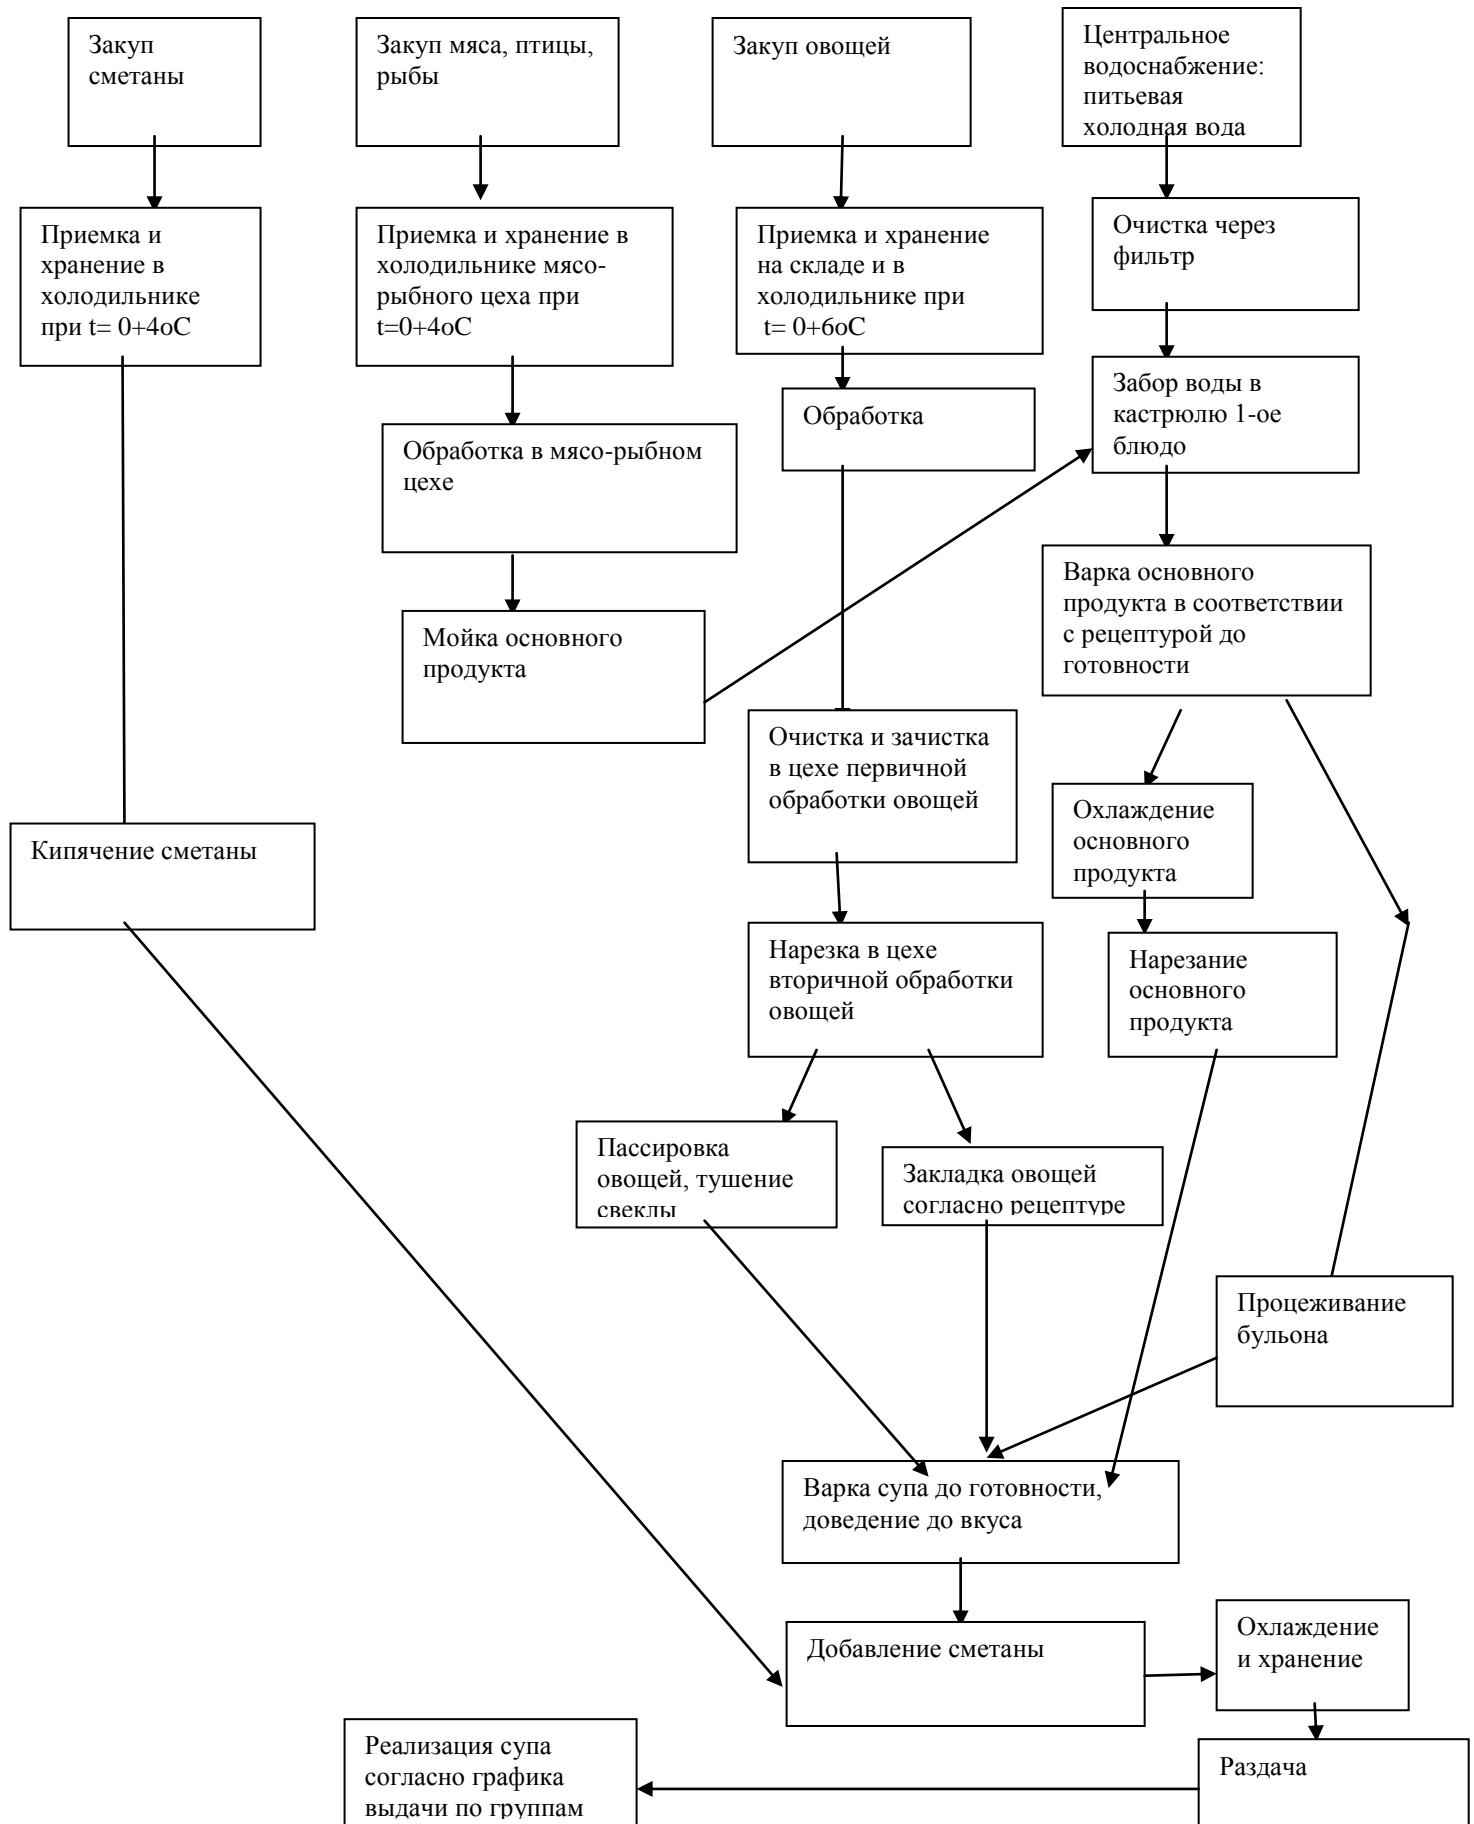 Закуп
сметаны
Закуп мяса, птицы,
рыбы
Закуп овощей
Центральное
водоснабжение:
питьевая
холодная вода
Приемка и
хранение в
холодильнике
при t= 0+4оС
Приемка и хранение в
холодильнике мясо-
рыбного цеха при
t=0+4оС
Приемка и хранение
на складе и в
холодильнике при
t= 0+6оС
Очистка через
фильтр
Забор воды в
кастрюлю 1-ое
блюдо
Обработка
Обработка в мясо-рыбном
цехе
Варка основного
продукта в соответствии
с рецептурой до
готовности
Мойка основного
продукта
Очистка и зачистка
в цехе первичной
обработки овощей
Охлаждение
основного
продукта
Кипячение сметаны
Нарезка в цехе
вторичной обработки
овощей
Нарезание
основного
продукта
Пассировка
овощей, тушение
свеклы
Закладка овощей
согласно рецептуре
Процеживание
бульона
Варка супа до готовности,
доведение до вкуса
Добавление сметаны
Охлаждение
и хранение
Реализация супа
согласно графика
выдачи по группам
Раздача